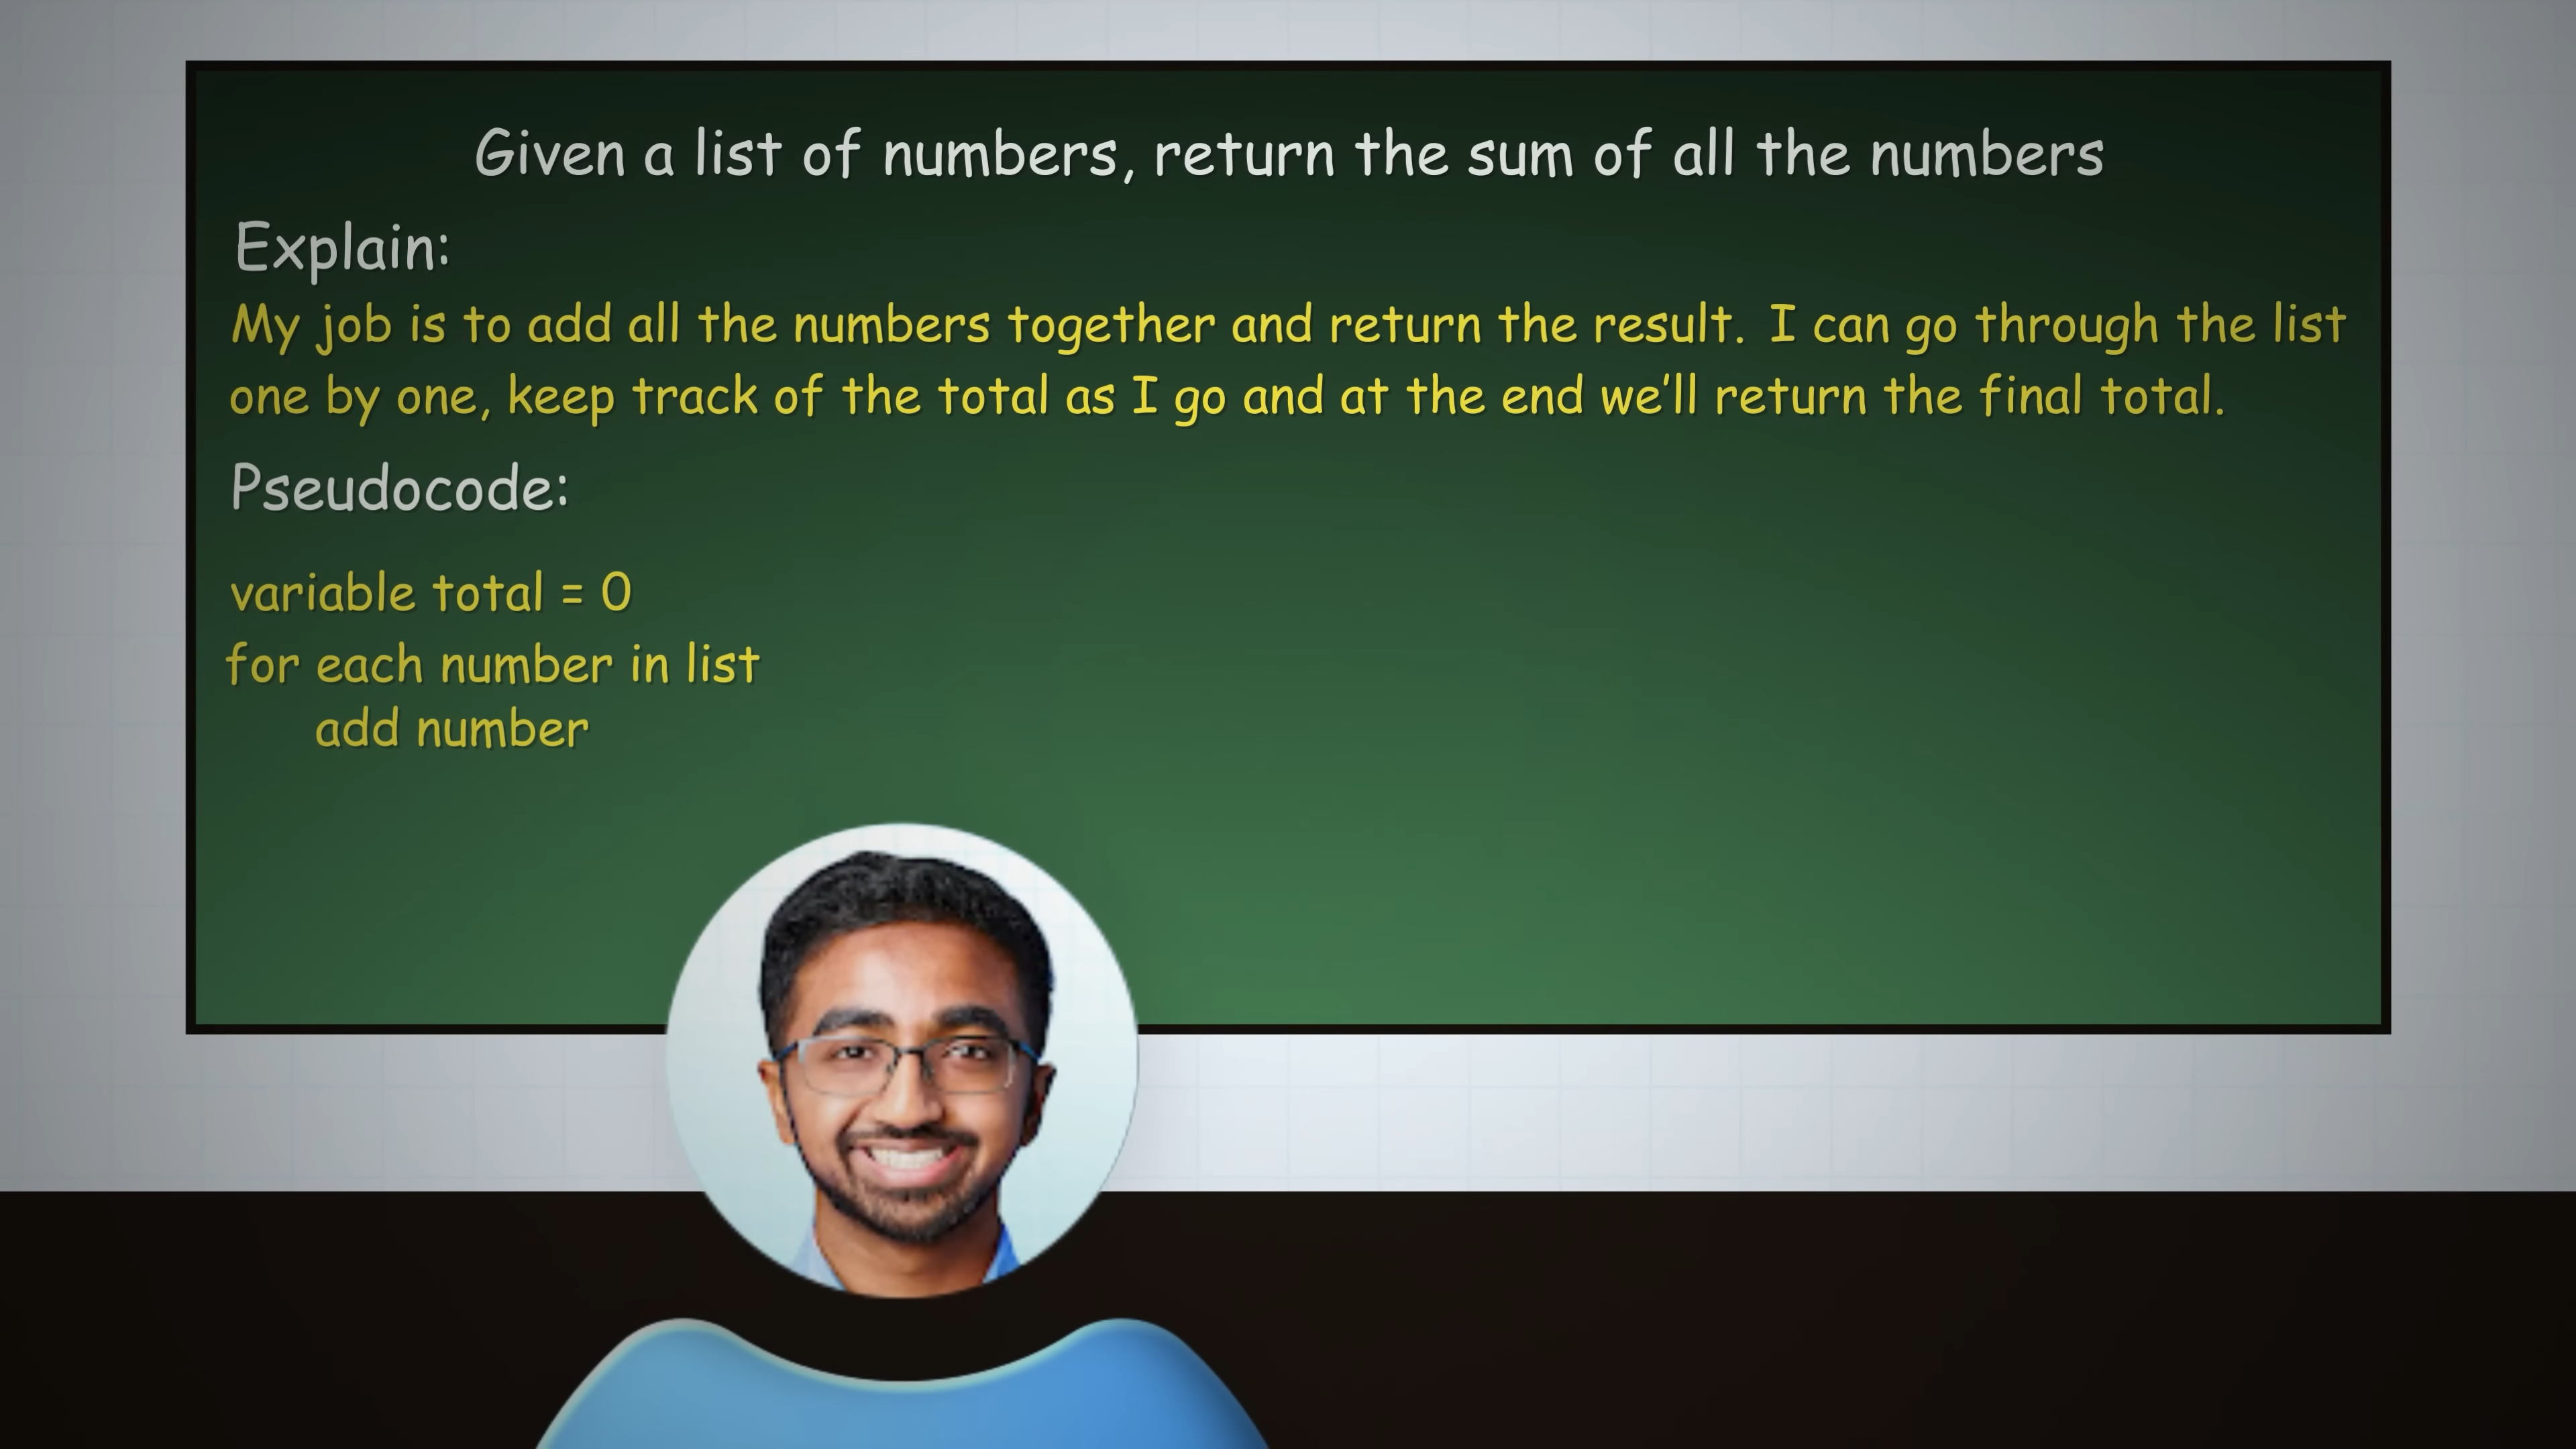 Given a list of numbers, return the sum of all the numbers
Explain:
My job is to add all the numbers together and return the result. I can go through the list
one by one, keep track of the total as I go and at the end we'll return the final total.
Pseudocode:
variable total = 0
for each number in list
add number